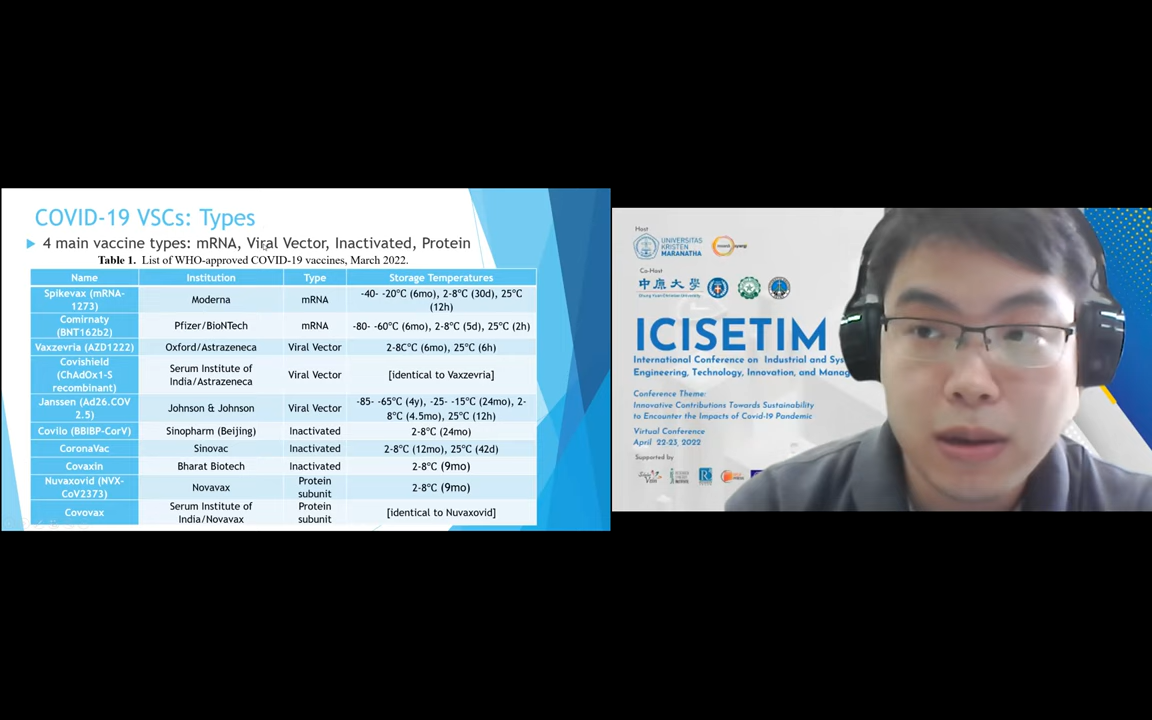 COVID-19 VSCs: Types
4 main vaccine types: mRNA, Viral Vector, Inactivated, Protein
Table 1. List of WHO-approved COVID-19 vaccines, March 2022.
Name Institution Type Storage Temperatures
Spikevax (mRNA-
1273)
Moderna mRNA
-40- -20°C (6mo), 2-8°C (30d), 25°C
(12h)
Comirnaty
(BNT162b2)
Pfizer/BioNTech mRNA -80- -60°C (6mo), 2-8°C (5d), 25°C (2h)
Vaxzevria (AZD1222) Oxford/Astrazeneca Viral Vector 2-8C°C (6mo), 25°C (6h)
Covishield
(ChAdOx1-S
recombinant)
Serum Institute of
India/Astrazeneca
Viral Vector [identical to Vaxzevria]
Janssen (Ad26.COV
2.5)
Johnson & Johnson Viral Vector
-85- -65°C (4y), -25- -15°C (24mo), 2-
8°C (4.5mo), 25°C (12h)
Covilo (BBIBP-CorV) Sinopharm (Beijing) Inactivated 2-8°C (24mo)
CoronaVac Sinovac Inactivated 2-8°C (12mo), 25°C (42d)
Covaxin Bharat Biotech Inactivated 2-8°C (9mo)
Nuvaxovid (NVX-
CoV2373)
Novavax
Protein
subunit
2-8°C (9mo)
Covovax
Serum Institute of
India/Novavax
Protein
subunit
[identical to Nuvaxovid]
Host
UNIVERSITAS
KRISTEN
MARANATHA
Co-Host
中原大學
Chung Yuan Christian University
ICISETIM
International Conference on Industrial and Sys
Engineering, Technology, Innovation, and Manag
Conference Theme:
Innovative Contributions Towards Sustainability
to Encounter the Impacts of Covid-19 Pandemic
Virtual Conference
April 22-23, 2022
Supported by